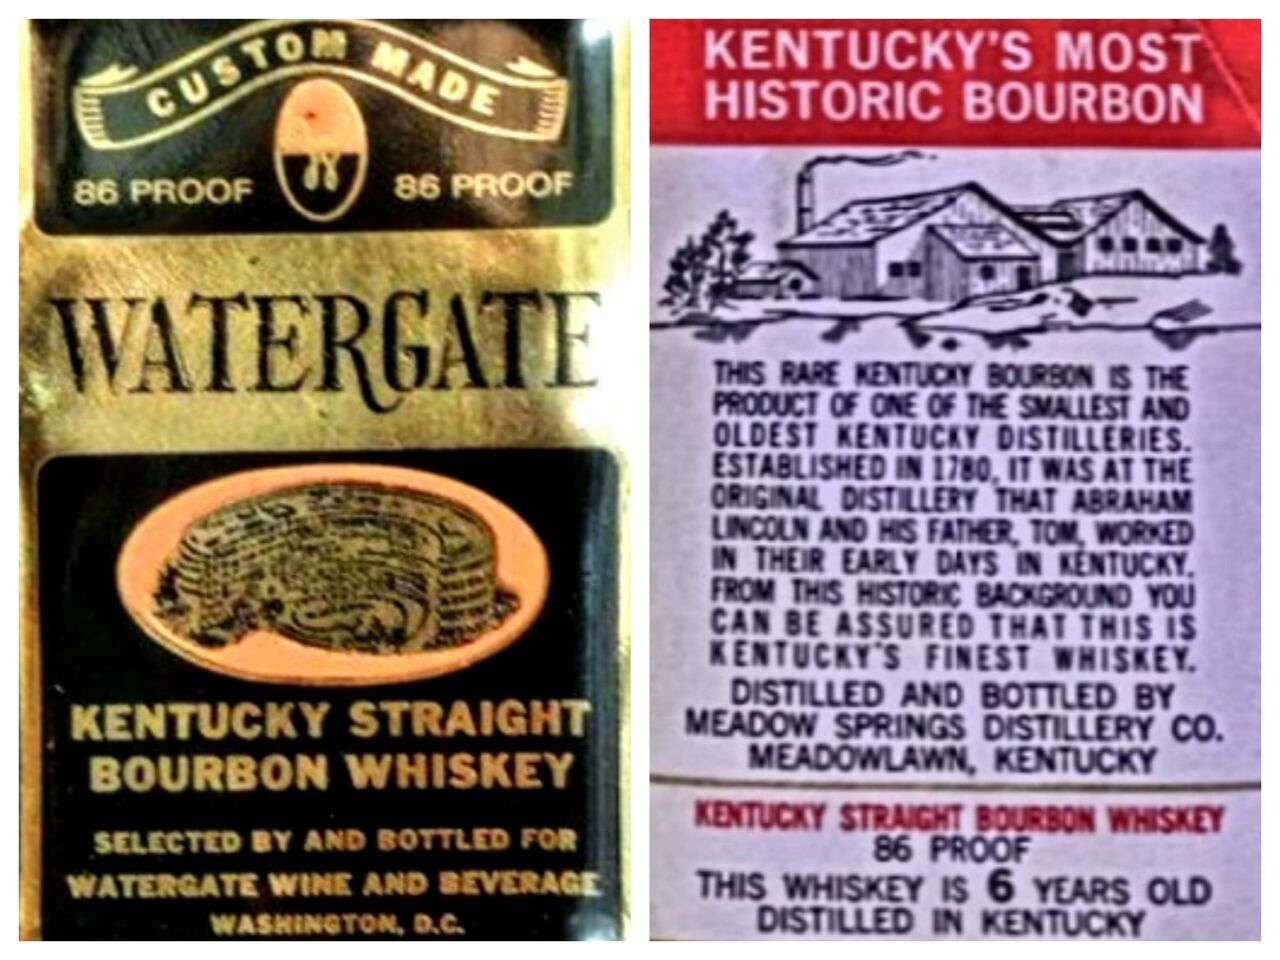 CUSTOM MADE
86 PROOF 86 PROOF
WATERGATE
KENTUCKY STRAIGHT
BOURBON WHISKEY
SELECTED BY AND BOTTLED FOR
WATERGATE WINE AND BEVERAGE
WASHINGTON, D.C.
KENTUCKY'S MOST
HISTORIC BOURBON
THIS RARE KENTUCKY BOURBON IS THE
PRODUCT OF ONE OF THE SMALLEST AND
OLDEST KENTUCKY DISTILLERIES.
ESTABLISHED IN 1780, IT WAS AT THE
ORIGINAL DISTILLERY THAT ABRAHAM
LINCOLN AND HIS FATHER, TOM, WORKED
IN THEIR EARLY DAYS IN KENTUCKY.
FROM THIS HISTORIC BACKGROUND YOU
CAN BE ASSURED THAT THIS IS
KENTUCKY'S FINEST WHISKEY.
DISTILLED AND BOTTLED BY
MEADOW SPRINGS DISTILLERY CO.
MEADOWLAWN, KENTUCKY
KENTUCKY STRAIGHT BOURBON WHISKEY
86 PROOF
THIS WHISKEY IS 6 YEARS OLD
DISTILLED IN KENTUCKY